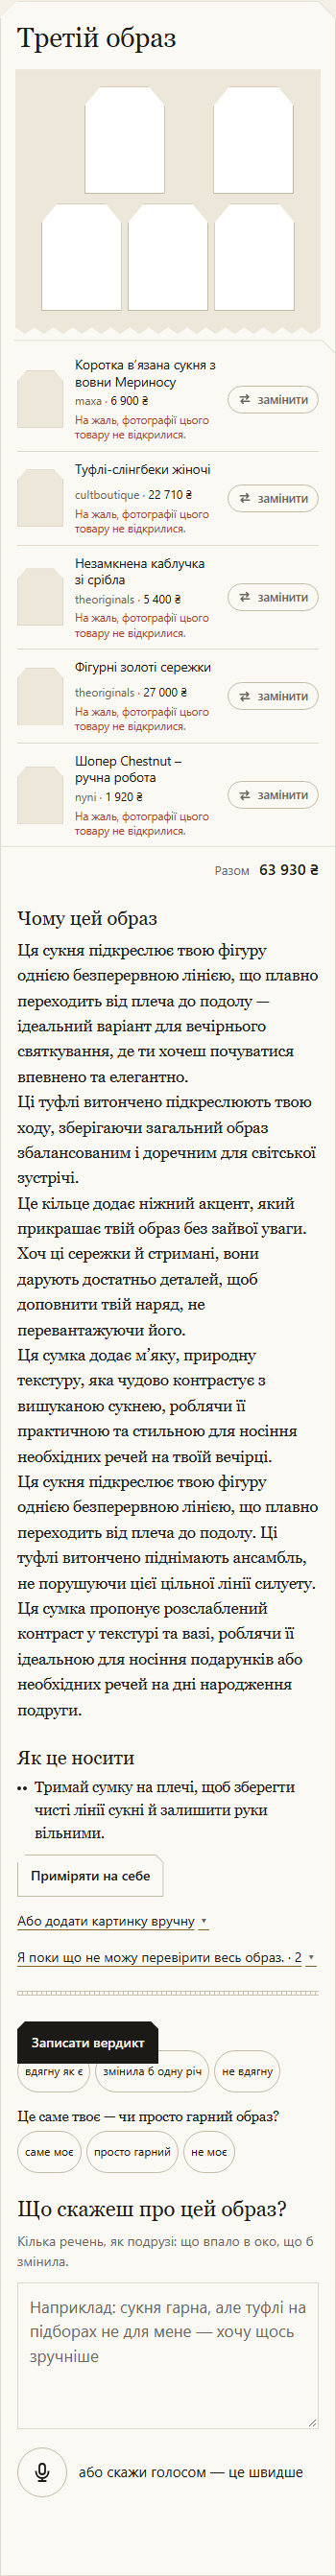 Третій образ
Коротка в'язана сукня з
вовни Мериносу
maxa · 6 900 ₴
На жаль, фотографії цього
товару не відкрилися.
замінити
Туфлі-слінгбеки жіночі
cultboutique · 22 710 ₴
На жаль, фотографії цього
товару не відкрилися.
замінити
Незамкнена каблучка
зі срібла
theoriginals · 5 400 ₴
На жаль, фотографії цього
товару не відкрилися.
замінити
Фігурні золоті сережки
theoriginals · 27 000 ₴
На жаль, фотографії цього
товару не відкрилися.
замінити
Шопер Chestnut –
ручна робота
nyni · 1 920 ₴
На жаль, фотографії цього
товару не відкрилися.
замінити
Разом 63 930 ₴
Чому цей образ
Ця сукня підкреслює твою фігуру
однією безперервною лінією, що плавно
переходить від плеча до подолу —
ідеальний варіант для вечірнього
святкування, де ти хочеш почуватися
впевнено та елегантно.
Ці туфлі витончено підкреслюють твою
ходу, зберігаючи загальний образ
збалансованим і доречним для світської
зустрічі.
Це кільце додає ніжний акцент, який
прикрашає твій образ без зайвої уваги.
Хоч ці сережки й стримані, вони
дарують достатньо деталей, щоб
доповнити твій наряд, не
перевантажуючи його.
Ця сумка додає м’яку, природну
текстуру, яка чудово контрастує з
вишуканою сукнею, роблячи її
практичною та стильною для носіння
необхідних речей на твоїй вечірці.
Ця сукня підкреслює твою фігуру
однією безперервною лінією, що плавно
переходить від плеча до подолу. Ці
туфлі витончено піднімають ансамбль,
не порушуючи цієї цільної лінії силуету.
Ця сумка пропонує розслаблений
контраст у текстурі та вазі, роблячи її
ідеальною для носіння подарунків або
необхідних речей на дні народження
подруги.
Як це носити
Тримай сумку на плечі, щоб зберегти
чисті лінії сукні й залишити руки
вільними.
Приміряти на себе
Або додати картинку вручну
Я поки що не можу перевірити весь образ. · 2
Записати вердикт
вдягну як є
змінила б одну річ
не вдягну
Це саме твоє — чи просто гарний образ?
саме моє
просто гарний
не моє
Що скажеш про цей образ?
Кілька речень, як подрузі: що впало в око, що б
змінила.
Наприклад: сукня гарна, але туфлі на
підборах не для мене — хочу щось
зручніше
або скажи голосом — це швидше